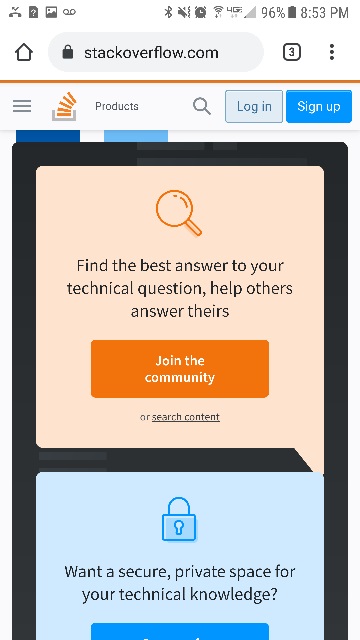 96% 8:53 PM
stackoverflow.com
3
Products
Log in
Sign up
Find the best answer to your
technical question, help others
answer theirs
Join the
community
or search content
Want a secure, private space for
your technical knowledge?